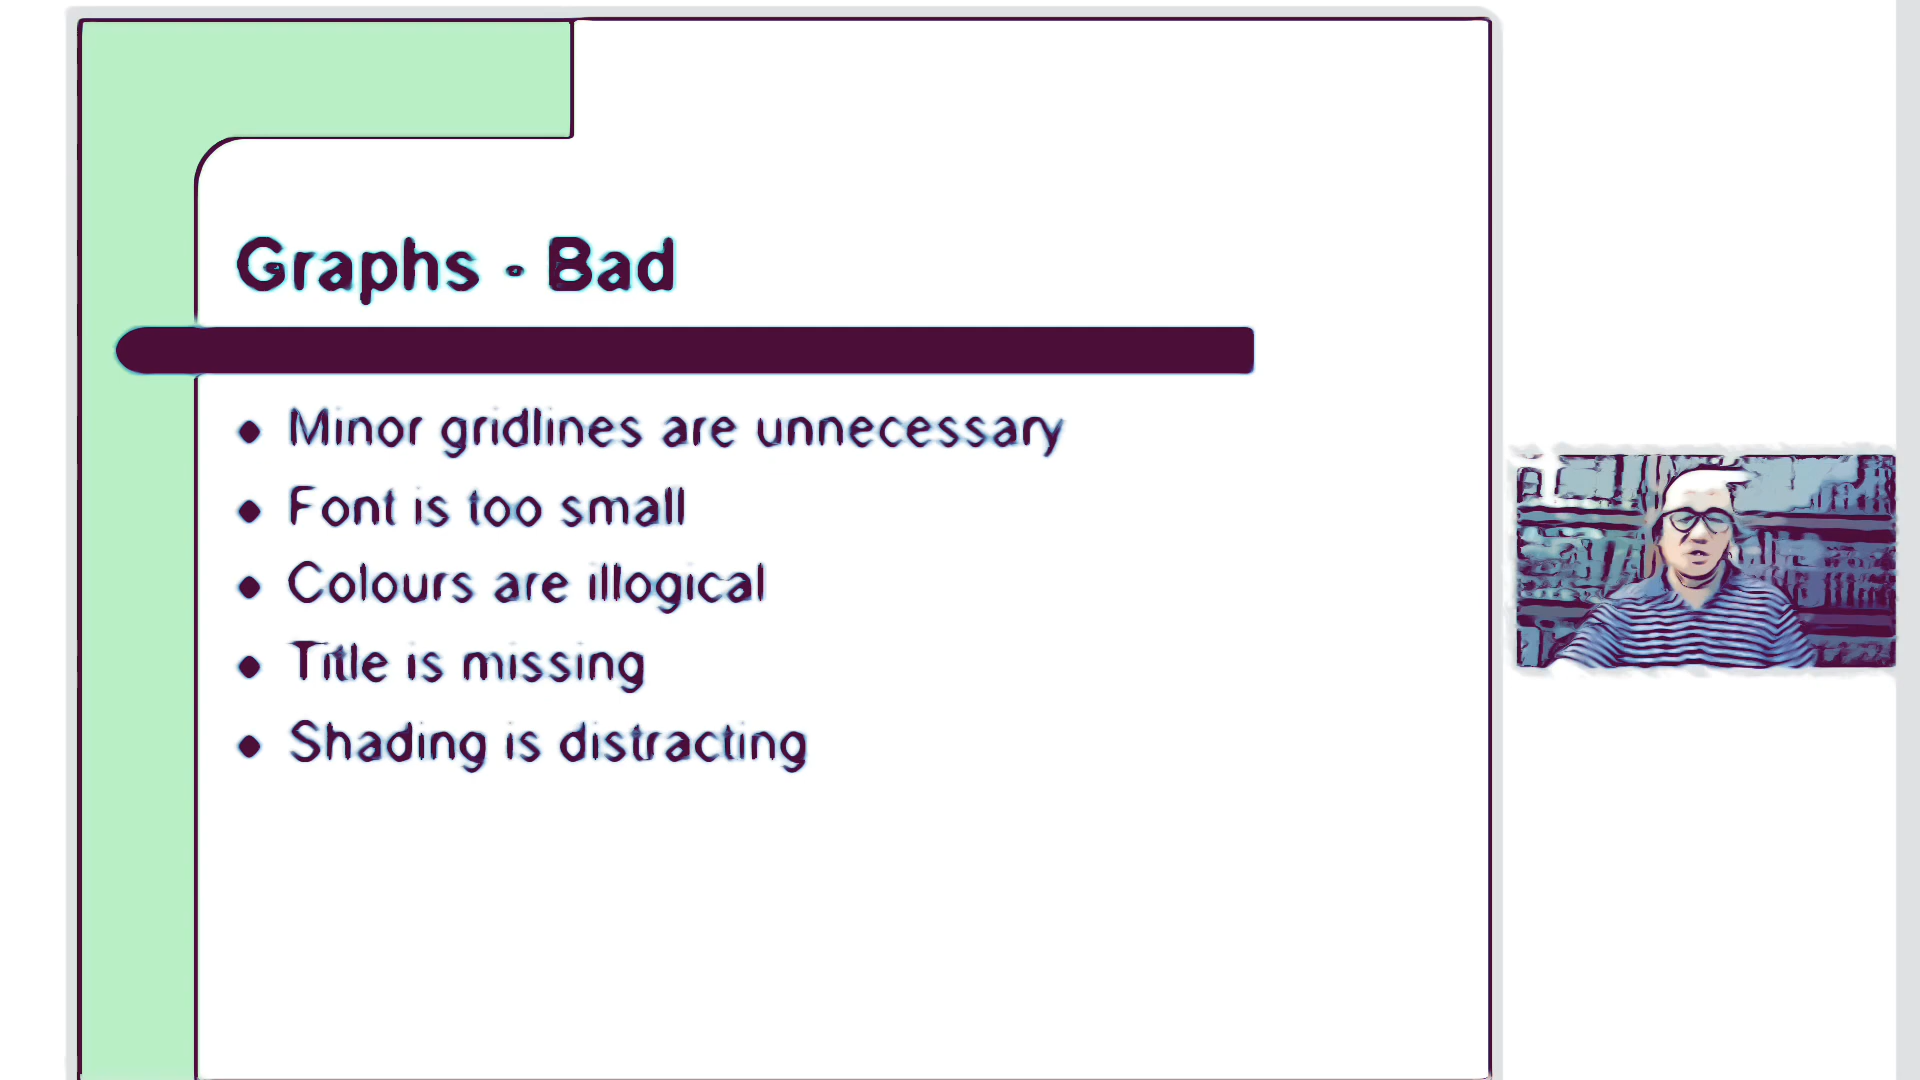 Graphs - Bad
• Minor gridlines are unnecessary
• Font is too small
• Colours are illogical
• Title is missing
• Shading is distracting